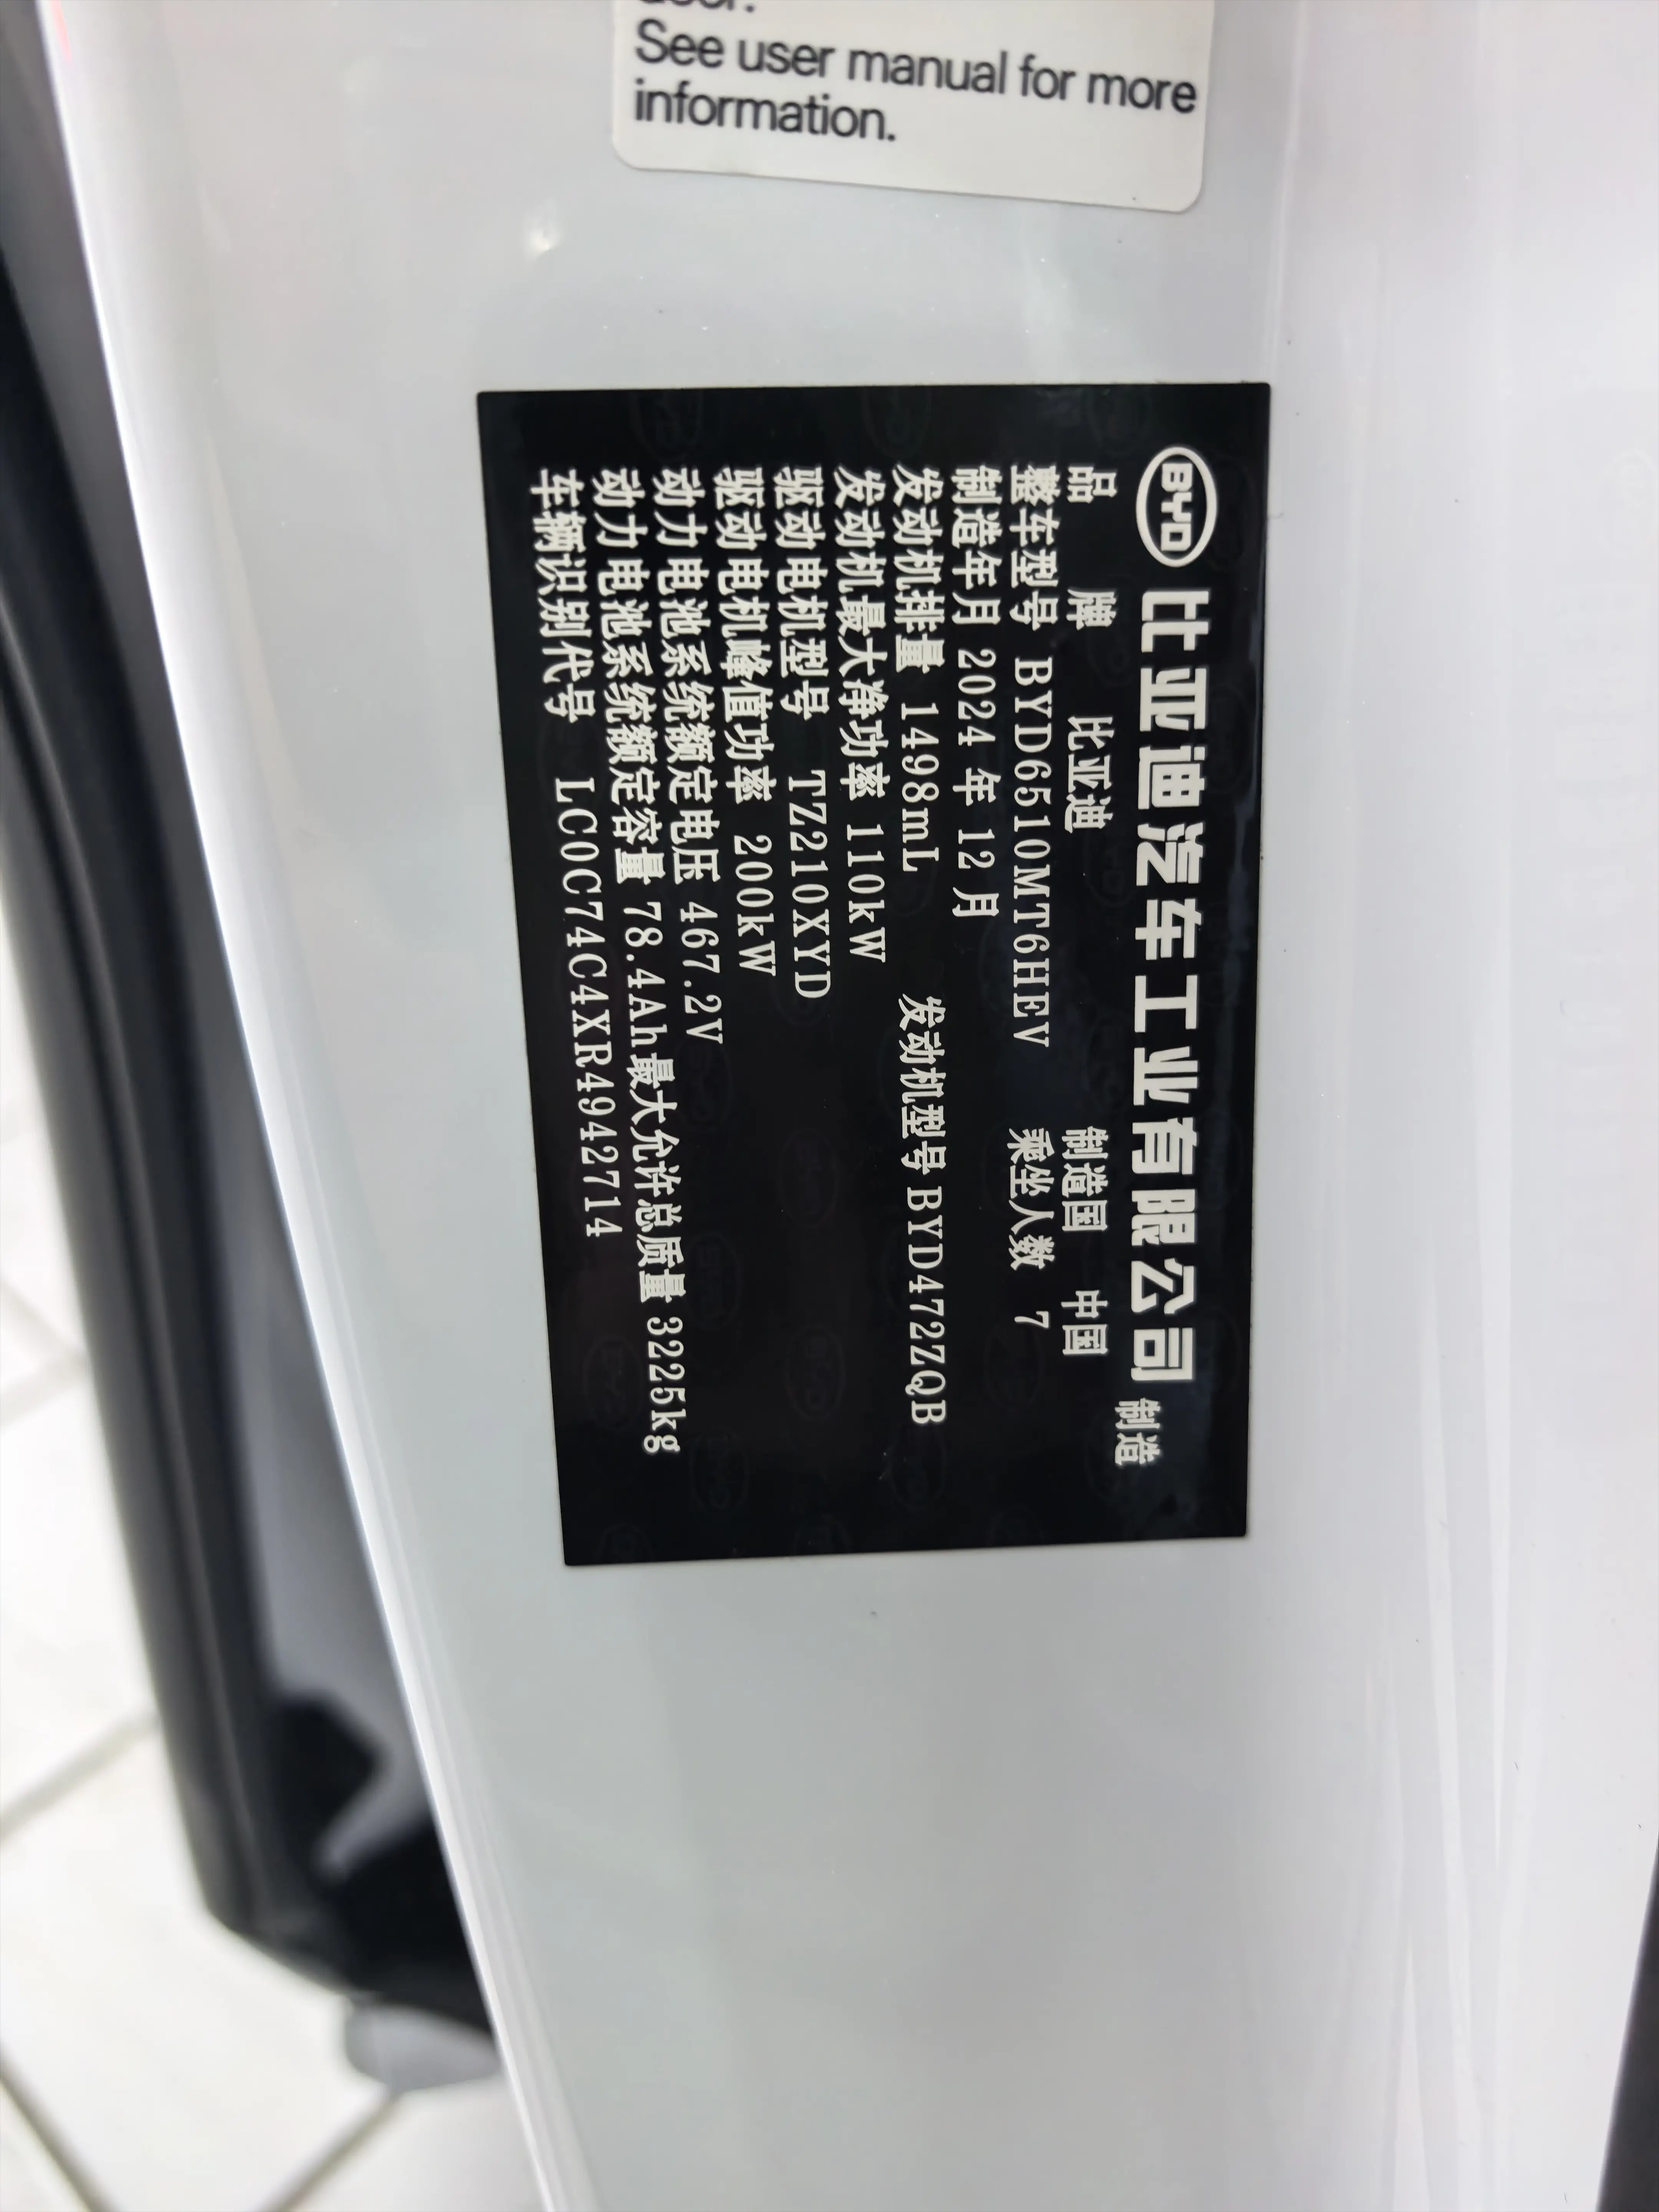 See user manual for more
information.
BYD 比亚迪汽车工业有限公司 制造
品 牌 比亚迪 制造国 中国
整车型号 BYD6510MT6HEV 乘坐人数 7
制造年月 2024 年 12 月
发动机排量 1498mL 发动机型号 BYD472ZQB
发动机最大净功率 110kW
驱动电机型号 TZ210XYD
驱动电机峰值功率 200kW
动力电池系统额定电压 467.2V
动力电池系统额定容量 78.4Ah最大允许总质量 3225kg
车辆识别代号 LC0C74C4XR4942714